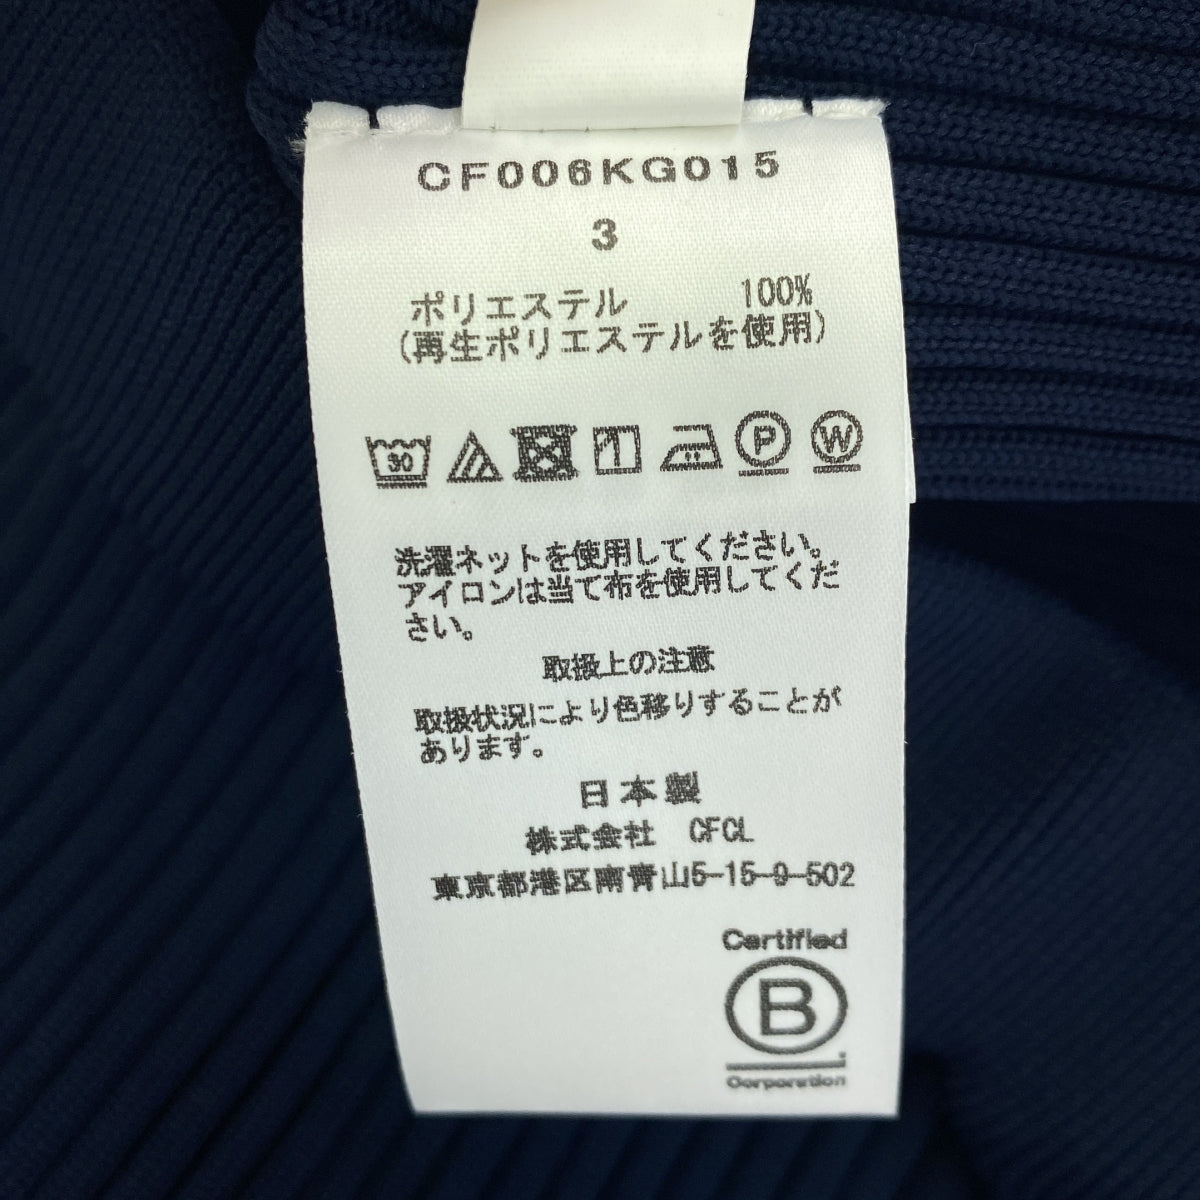 CF006KG015
3
ポリエステル 100%
(再生ポリエステルを使用)
30 P W
洗濯ネットを使用してください。
アイロンは当て布を使用してくだ
さい。
取扱上の注意
取扱状況により色移りすることが
あります。
日本製
株式会社 CFCL
東京都港区南青山5-15-9-502
Certified
B
Corporation